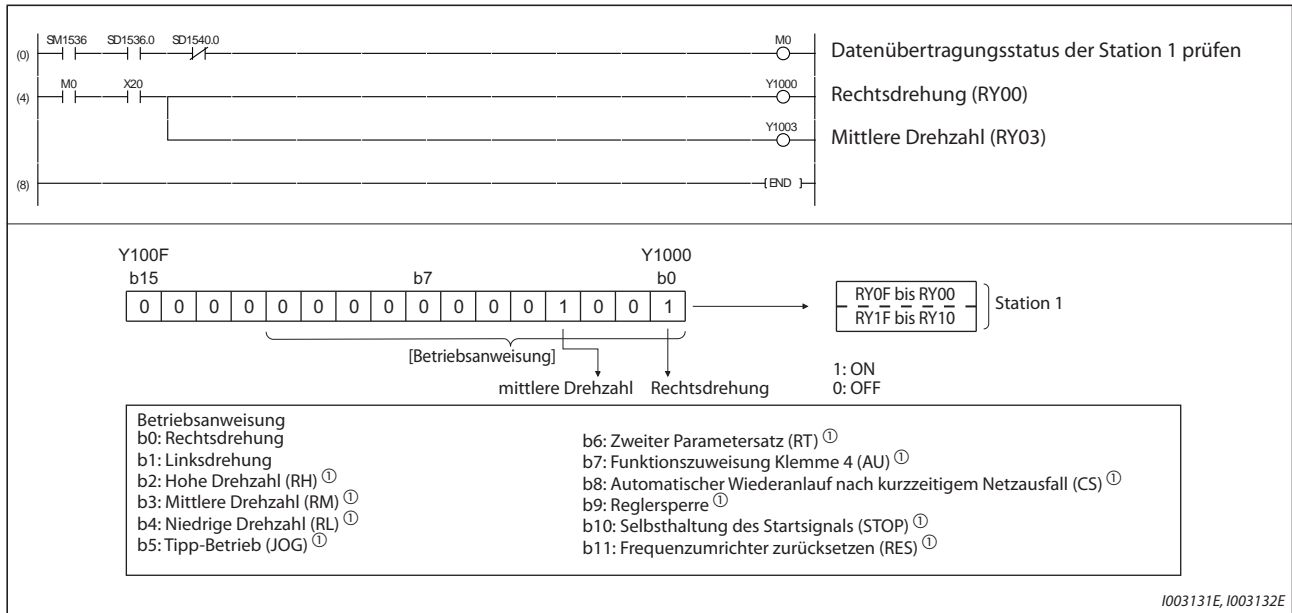 SM1536 SD1536.0 SD1540.0 M0
(0) Datenübertragungsstatus der Station 1 prüfen
M0 X20 Y1000
(4) Rechtsdrehung (RY00)
Y1003
Mittlere Drehzahl (RY03)
(8) END
Y100F Y1000
b15 b7 b0
0 0 0 0 0 0 0 0 0 0 0 0 1 0 0 1
RY0F bis RY00
RY1F bis RY10
Station 1
[Betriebsanweisung]
mittlere Drehzahl Rechtsdrehung
1: ON
0: OFF
Betriebsanweisung
b0: Rechtsdrehung
b1: Linksdrehung
b2: Hohe Drehzahl (RH) ①
b3: Mittlere Drehzahl (RM) ①
b4: Niedrige Drehzahl (RL) ①
b5: Tipp-Betrieb (JOG) ①
b6: Zweiter Parametersatz (RT) ①
b7: Funktionszuweisung Klemme 4 (AU) ①
b8: Automatischer Wiederanlauf nach kurzzeitigem Netzausfall (CS) ①
b9: Reglersperre ①
b10: Selbsthaltung des Startsignals (STOP) ①
b11: Frequenzumrichter zurücksetzen (RES) ①
I003131E, I003132E